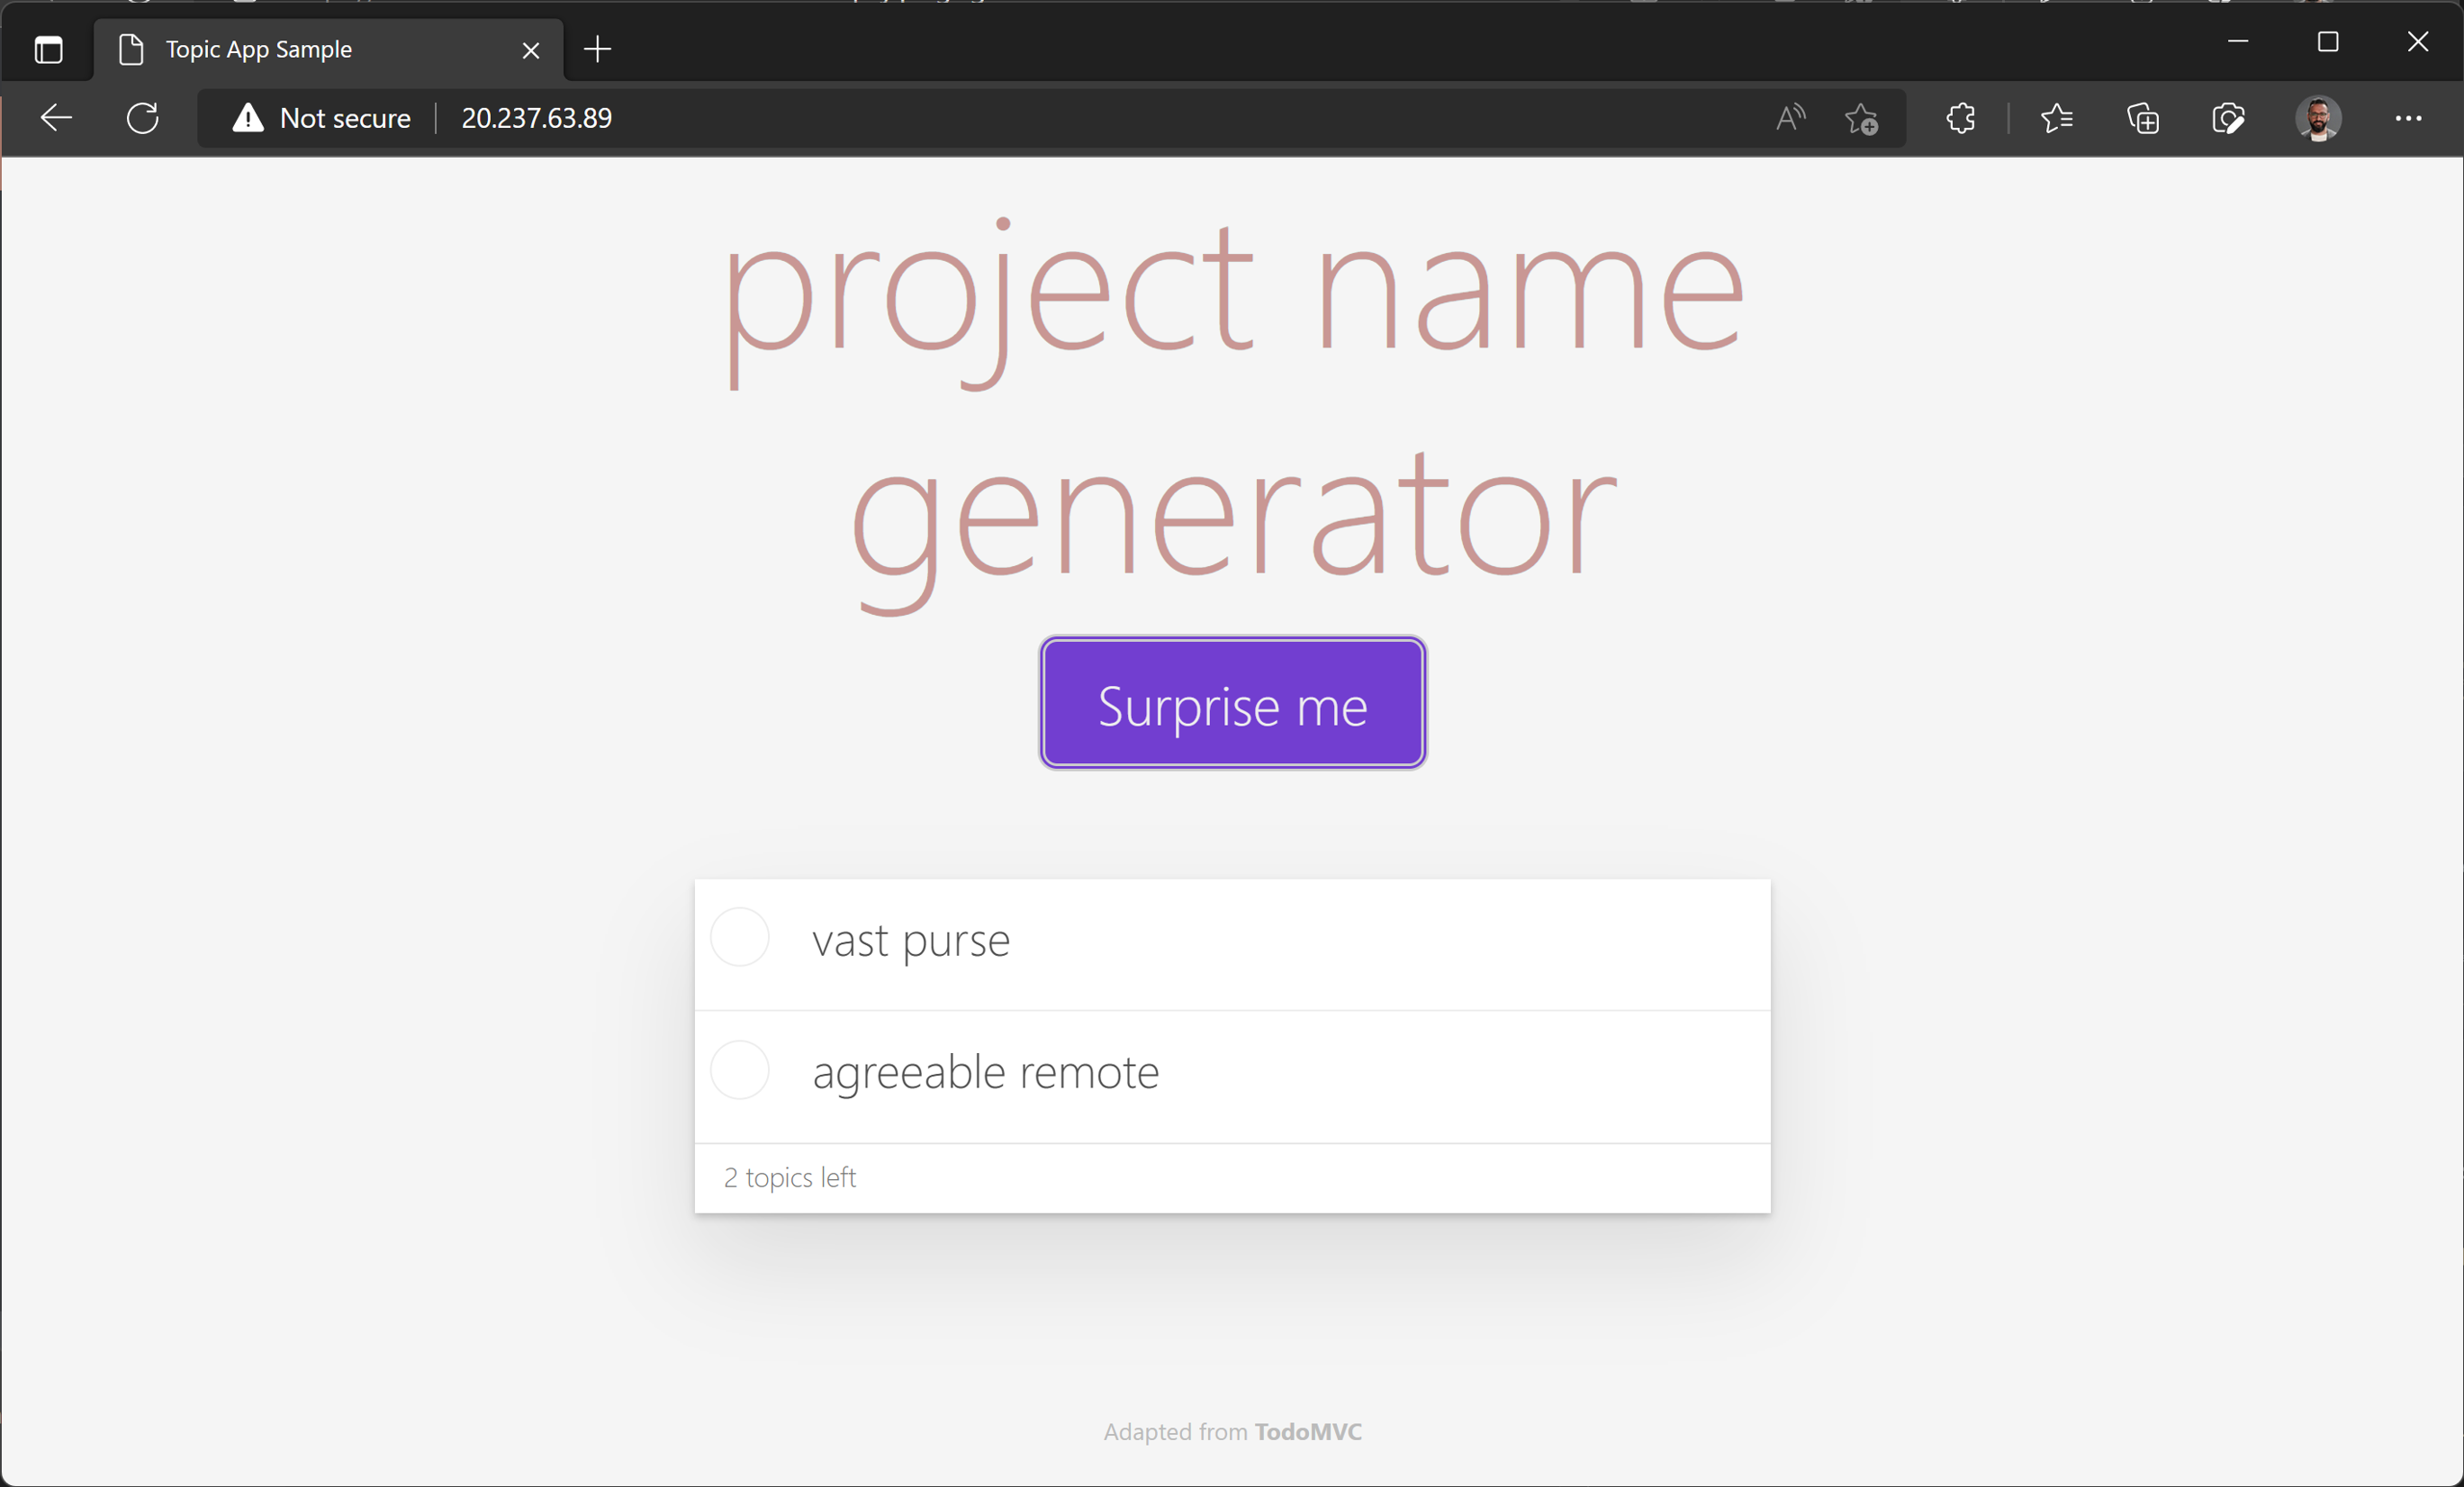 Topic App Sample
Not secure
20.237.63.89
project name
generator
Surprise me
vast purse
agreeable remote
2 topics left
Adapted from TodoMVC